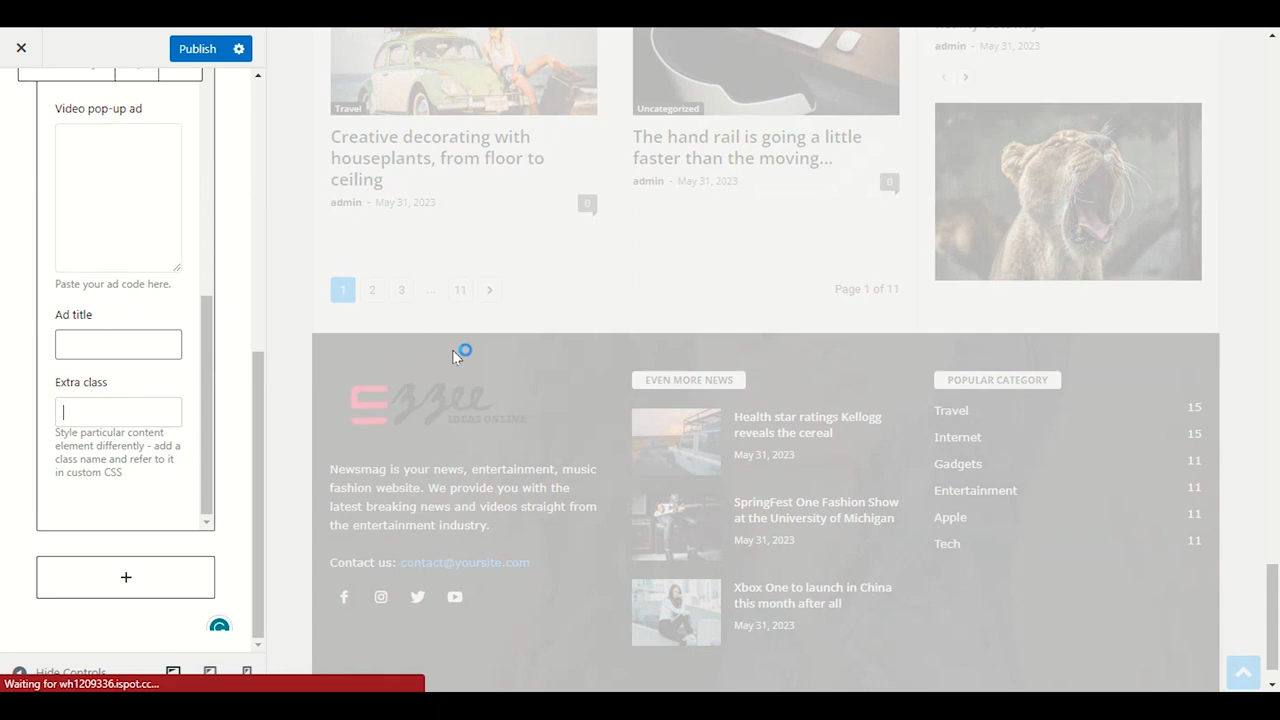 Publish
Video pop-up ad
Paste your ad code here.
Ad title
Extra class
Style particular content
element differently - add a
class name and refer to it
in custom CSS
+
Hide Controls
Waiting for wh1209336.ispot.cc...
Travel
Creative decorating with
houseplants, from floor to
ceiling
admin - May 31, 2023
0
Uncategorized
The hand rail is going a little
faster than the moving...
admin - May 31, 2023
0
admin - May 31, 2023
1 2 3 ... 11
Page 1 of 11
Ezzee
IDEAS ONLINE
Newsmag is your news, entertainment, music
fashion website. We provide you with the
latest breaking news and videos straight from
the entertainment industry.
Contact us: contact@yoursite.com
EVEN MORE NEWS
Health star ratings Kellogg
reveals the cereal
May 31, 2023
SpringFest One Fashion Show
at the University of Michigan
May 31, 2023
Xbox One to launch in China
this month after all
May 31, 2023
POPULAR CATEGORY
Travel 15
Internet 15
Gadgets 11
Entertainment 11
Apple 11
Tech 11